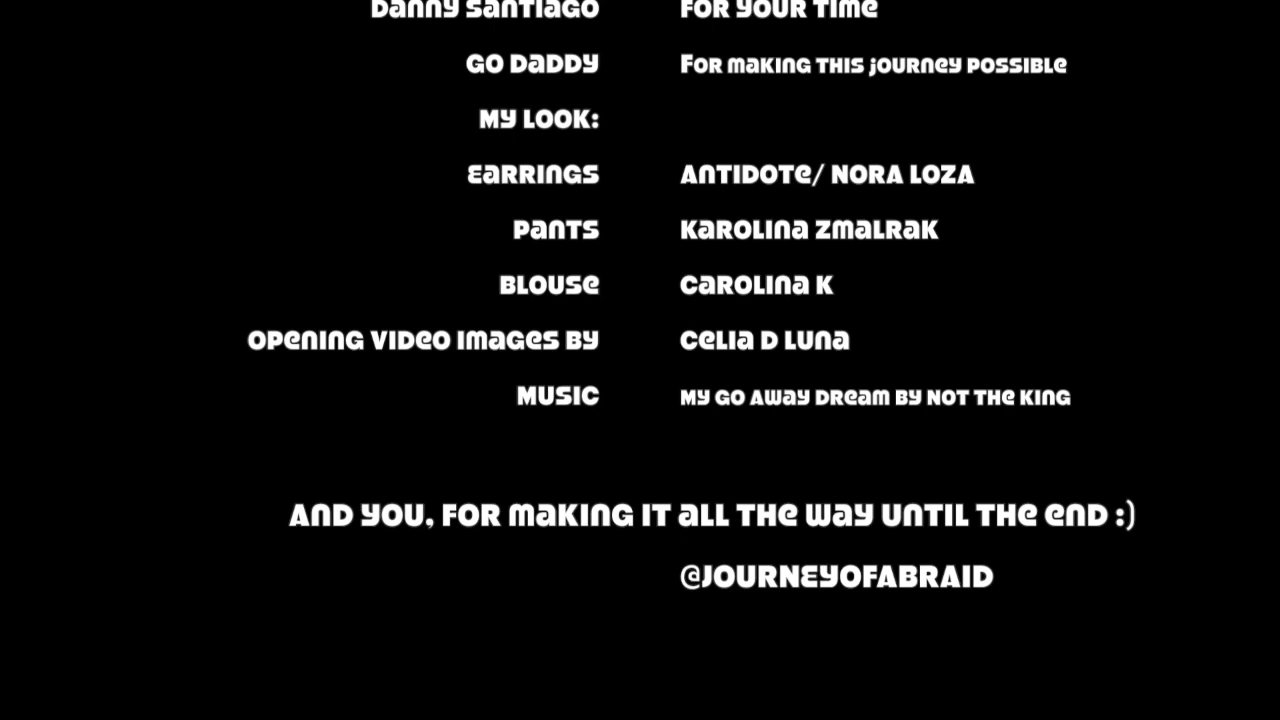 Danny Santiago FOR YOUR TIME
GO Daddy For making this journey possible
MY LOOK:
Earrings ANTIDOTE/ NORA LOZA
Pants Karolina Zmalrak
Blouse Carolina K
Opening Video Images by Celia D Luna
MUSIC My Go Away Dream by Not The King
And you, for making it all the way until the end :)
@JOURNEYOFABRAID